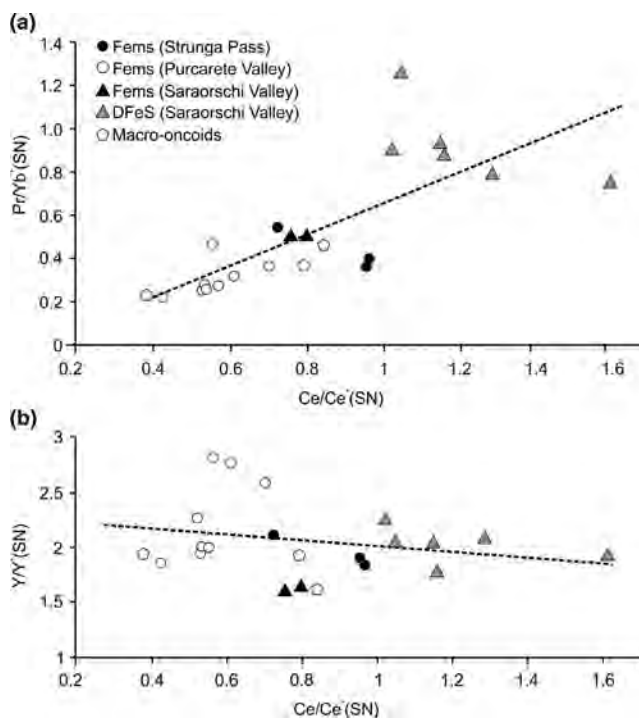 (a)
1.4
1.2
1.0
0.8
0.6
0.4
0.2
0
Pr/Yb*(SN)
Fems (Strunga Pass)
Fems (Purcarete Valley)
Fems (Saraorschi Valley)
DFeS (Saraorschi Valley)
Macro-oncoids
0.2 0.4 0.6 0.8 1 1.2 1.4 1.6
Ce/Ce*(SN)
(b)
3
2.5
2
1.5
1
Y/Y*(SN)
0.2 0.4 0.6 0.8 1 1.2 1.4 1.6
Ce/Ce*(SN)